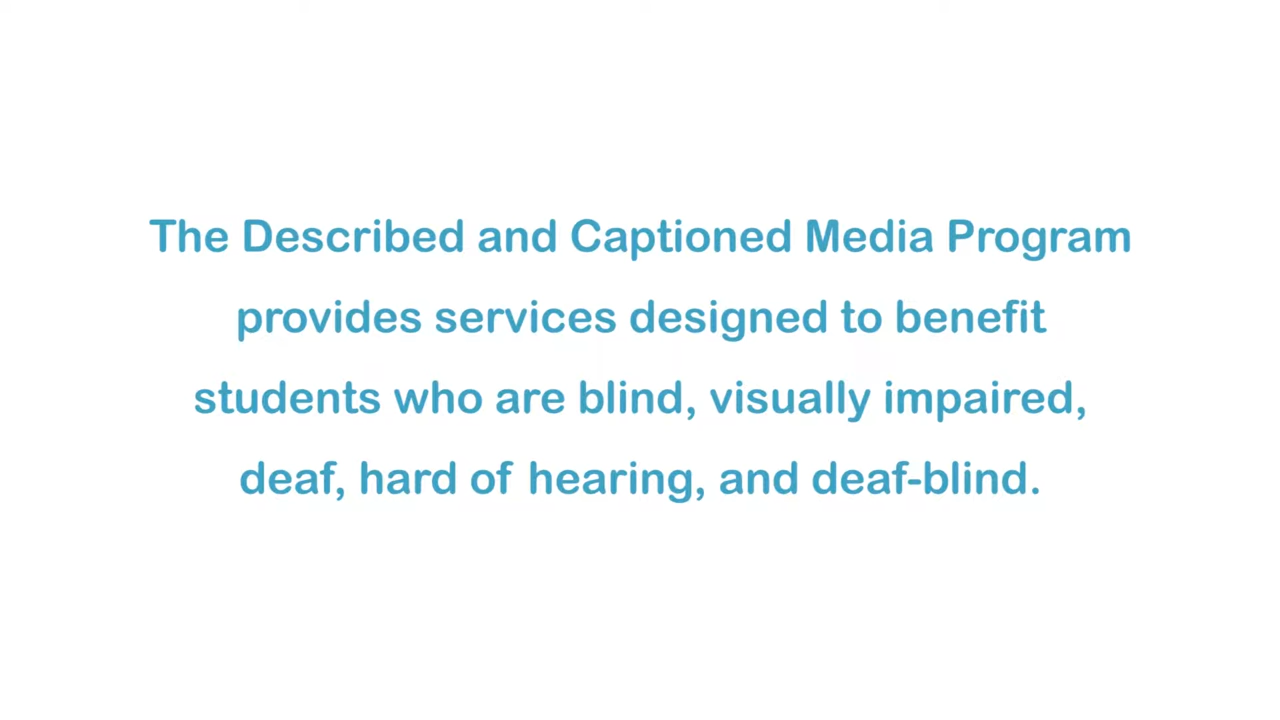 The Described and Captioned Media Program
provides services designed to benefit
students who are blind, visually impaired,
deaf, hard of hearing, and deaf-blind.